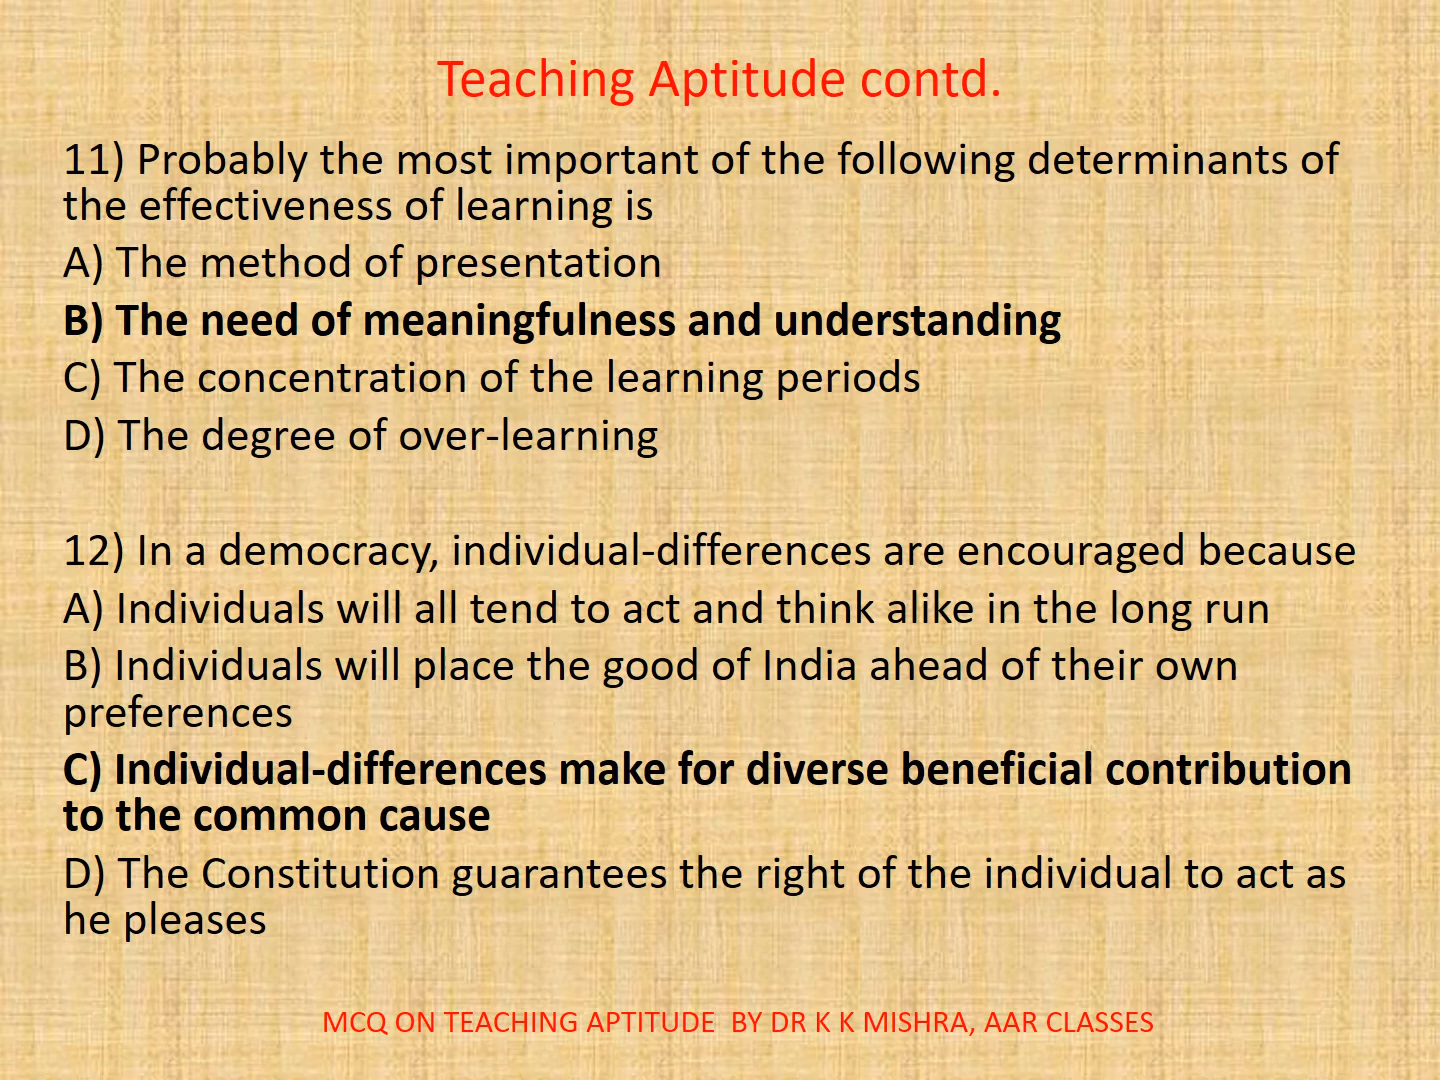 Teaching Aptitude contd.
11) Probably the most important of the following determinants of
the effectiveness of learning is
A) The method of presentation
B) The need of meaningfulness and understanding
C) The concentration of the learning periods
D) The degree of over-learning
12) In a democracy, individual-differences are encouraged because
A) Individuals will all tend to act and think alike in the long run
B) Individuals will place the good of India ahead of their own
preferences
C) Individual-differences make for diverse beneficial contribution
to the common cause
D) The Constitution guarantees the right of the individual to act as
he pleases
MCQ ON TEACHING APTITUDE  BY DR K K MISHRA, AAR CLASSES